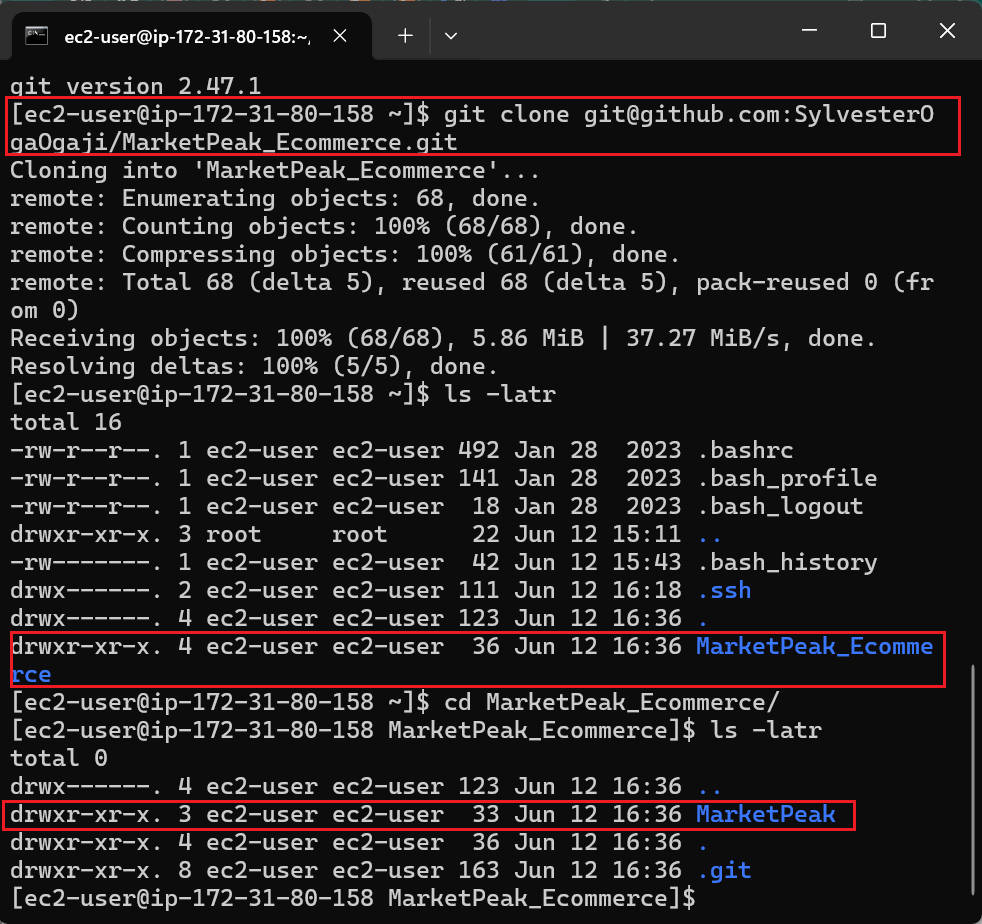 ec2-user@ip-172-31-80-158:~,
git version 2.47.1
[ec2-user@ip-172-31-80-158 ~]$ git clone git@github.com:SylvesterO
gaOgaji/MarketPeak_Ecommerce.git
Cloning into 'MarketPeak_Ecommerce'...
remote: Enumerating objects: 68, done.
remote: Counting objects: 100% (68/68), done.
remote: Compressing objects: 100% (61/61), done.
remote: Total 68 (delta 5), reused 68 (delta 5), pack-reused 0 (fr
om 0)
Receiving objects: 100% (68/68), 5.86 MiB | 37.27 MiB/s, done.
Resolving deltas: 100% (5/5), done.
[ec2-user@ip-172-31-80-158 ~]$ ls -latr
total 16
-rw-r--r--. 1 ec2-user ec2-user 492 Jan 28  2023 .bashrc
-rw-r--r--. 1 ec2-user ec2-user 141 Jan 28  2023 .bash_profile
-rw-r--r--. 1 ec2-user ec2-user  18 Jan 28  2023 .bash_logout
drwxr-xr-x. 3 root     root      22 Jun 12 15:11 ..
-rw-------. 1 ec2-user ec2-user  42 Jun 12 15:43 .bash_history
drwx------. 2 ec2-user ec2-user 111 Jun 12 16:18 .ssh
drwx------. 4 ec2-user ec2-user 123 Jun 12 16:36 .
drwxr-xr-x. 4 ec2-user ec2-user  36 Jun 12 16:36 MarketPeak_Ecomme
rce
[ec2-user@ip-172-31-80-158 ~]$ cd MarketPeak_Ecommerce/
[ec2-user@ip-172-31-80-158 MarketPeak_Ecommerce]$ ls -latr
total 0
drwx------. 4 ec2-user ec2-user 123 Jun 12 16:36 ..
drwxr-xr-x. 3 ec2-user ec2-user  33 Jun 12 16:36 MarketPeak
drwxr-xr-x. 4 ec2-user ec2-user  36 Jun 12 16:36 .
drwxr-xr-x. 8 ec2-user ec2-user 163 Jun 12 16:36 .git
[ec2-user@ip-172-31-80-158 MarketPeak_Ecommerce]$